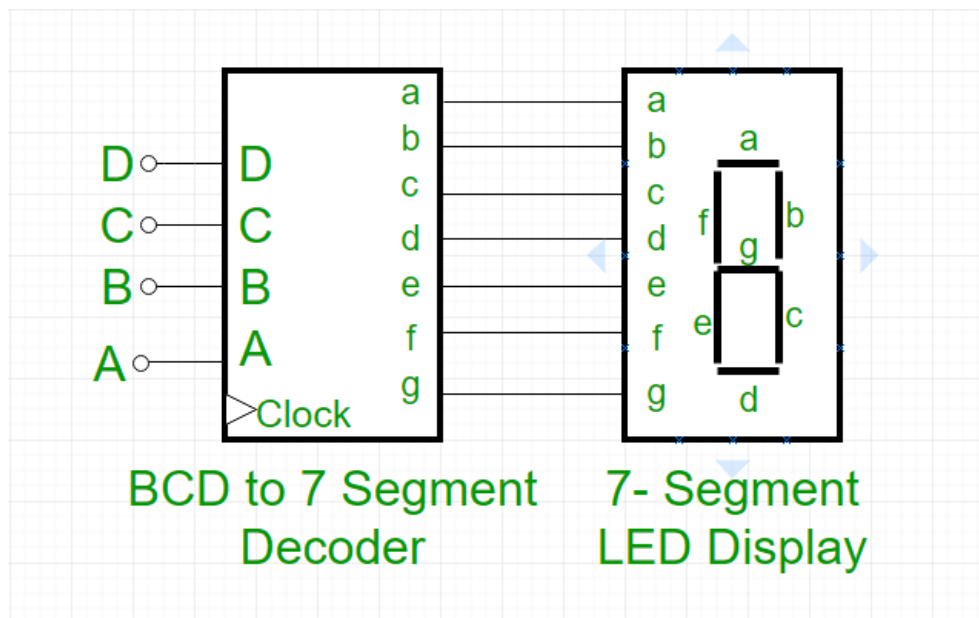 D
C
B
A
D
C
B
A
Clock
a
b
c
d
e
f
g
a
b
c
d
e
f
g
a
f
b
g
e
c
d
BCD to 7 Segment
Decoder
7- Segment
LED Display